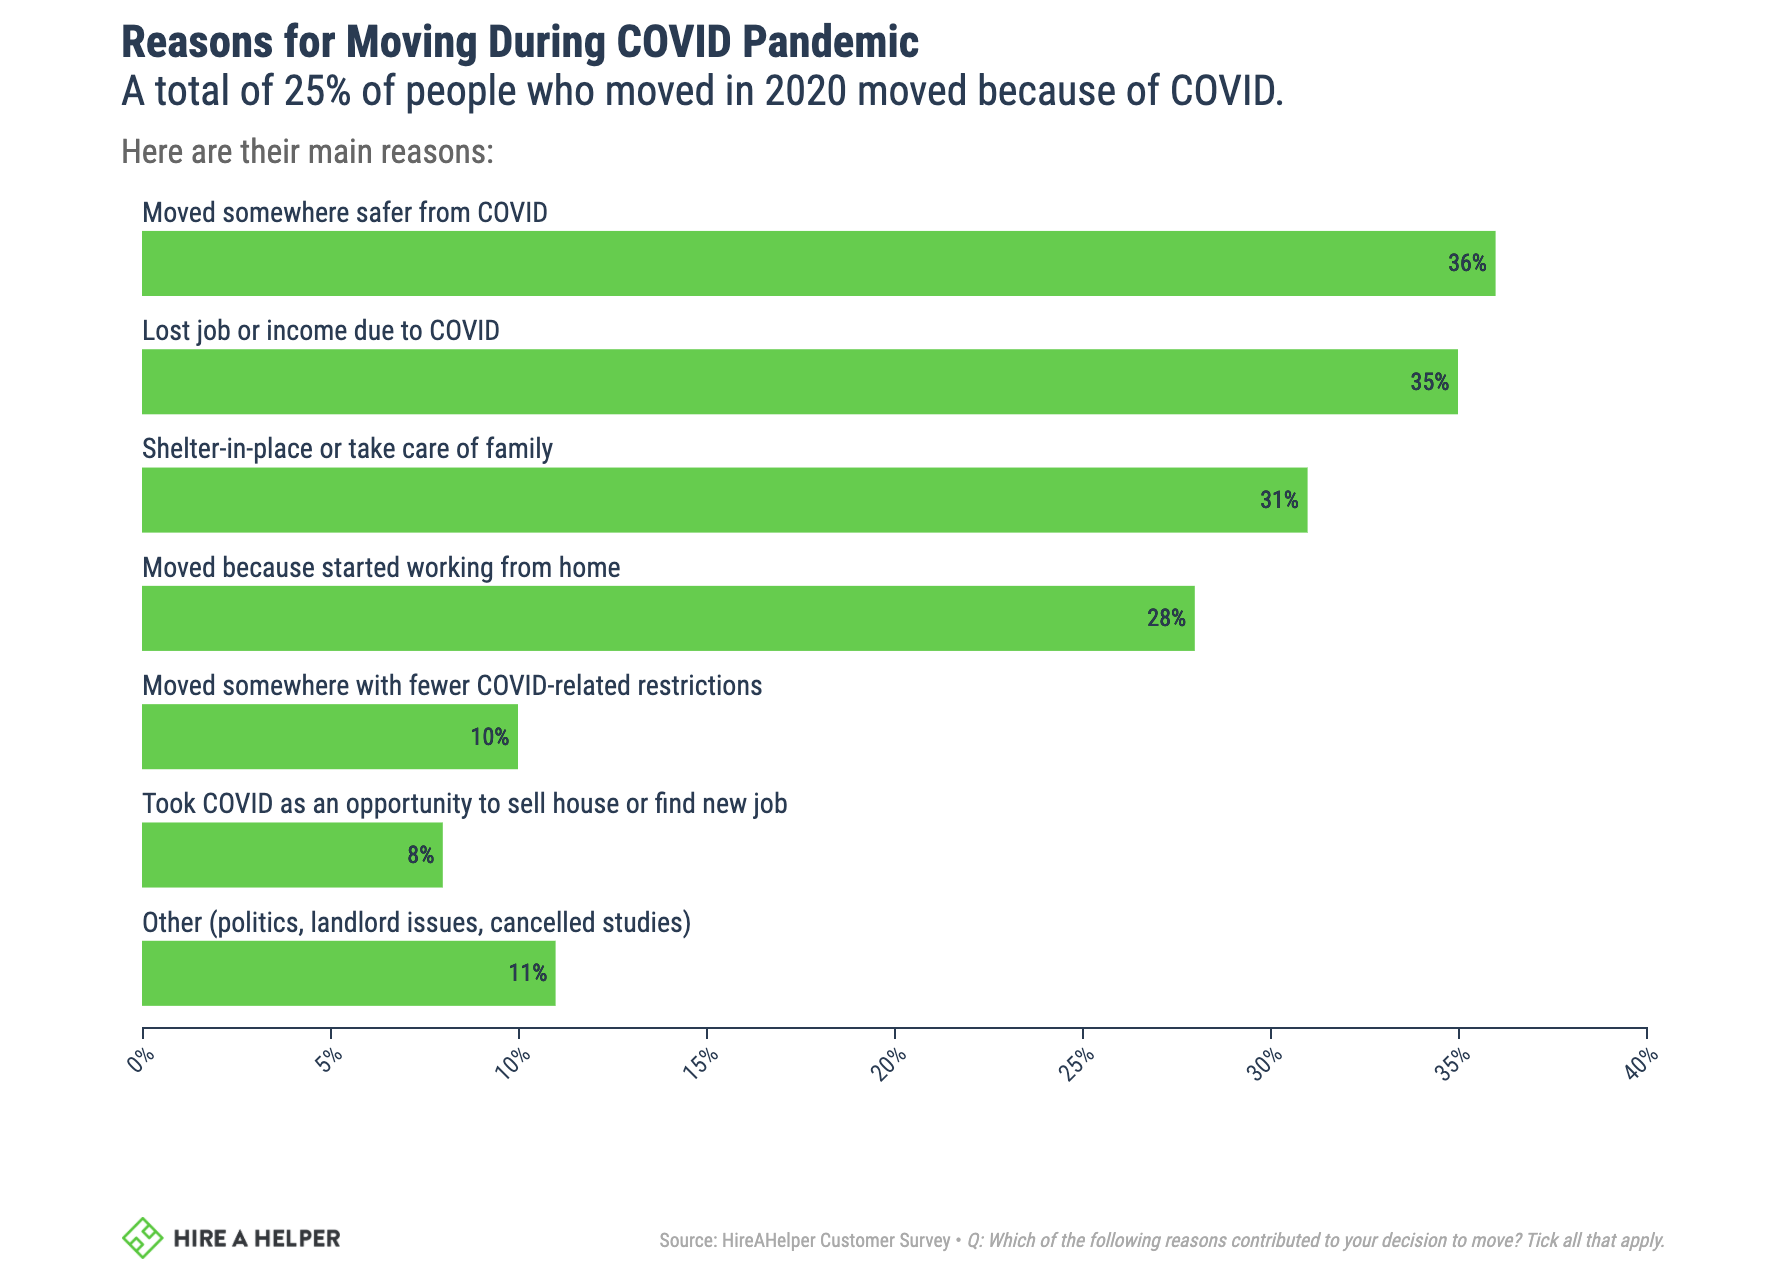 Reasons for Moving During COVID Pandemic
A total of 25% of people who moved in 2020 moved because of COVID.
Here are their main reasons:
Moved somewhere safer from COVID
36%
Lost job or income due to COVID
35%
Shelter-in-place or take care of family
31%
Moved because started working from home
28%
Moved somewhere with fewer COVID-related restrictions
10%
Took COVID as an opportunity to sell house or find new job
8%
Other (politics, landlord issues, cancelled studies)
11%
0% 5% 10% 15% 20% 25% 30% 35% 40%
HIRE A HELPER
Source: HireAHelper Customer Survey • Q: Which of the following reasons contributed to your decision to move? Tick all that apply.